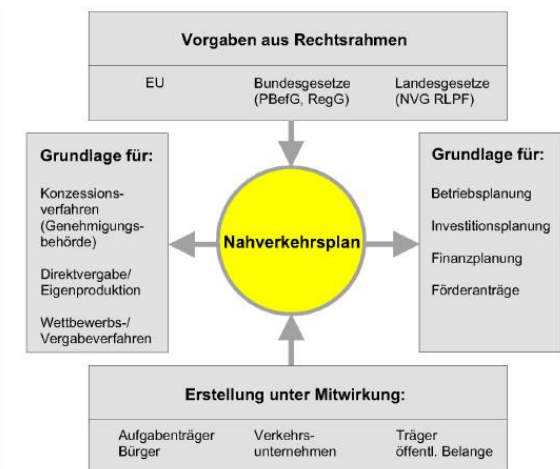 Vorgaben aus Rechtsrahmen
EU
Bundesgesetze
(PBefG, RegG)
Landesgesetze
(NVG RLPF)
Grundlage für:
Konzessions-
verfahren
(Genehmigungs-
behörde)
Direktvergabe/
Eigenproduktion
Wettbewerbs-/
Vergabeverfahren
Nahverkehrsplan
Grundlage für:
Betriebsplanung
Investitionsplanung
Finanzplanung
Förderanträge
Erstellung unter Mitwirkung:
Aufgabenträger
Bürger
Verkehrs-
unternehmen
Träger
öffentl. Belange